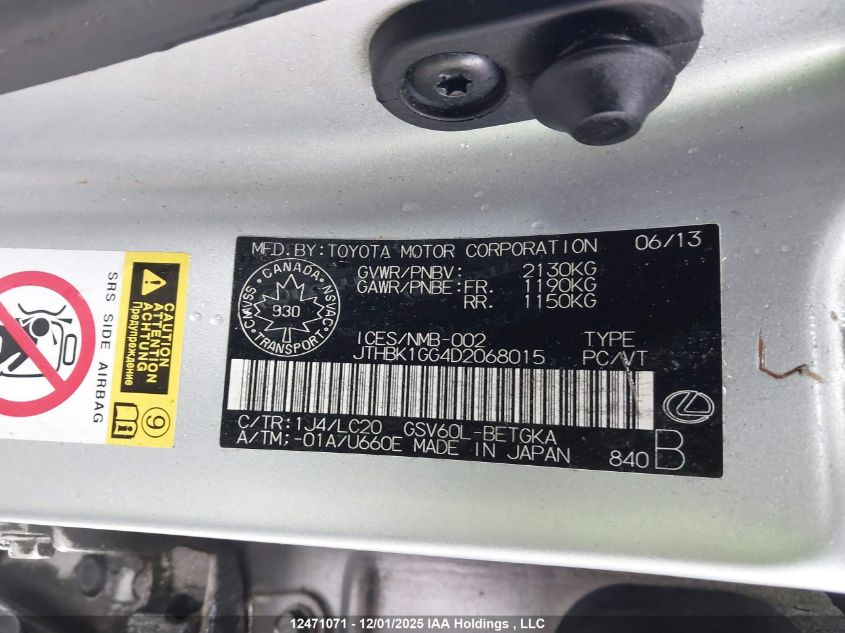 MFD. BY: TOYOTA MOTOR CORPORATION 06/13
GVWR/PNBV: 2130KG
GAWR/PNBE: FR. 1190KG
RR. 1150KG
CANADA
CMVSS NSVAC
930
TRANSPORT
ICES/NMB-002 TYPE
JTHBK1GG4D2068015 PC/VT
C/TR: 1J4/LC20 GSV60L-BETGKA
A/TM: -01A/U660E MADE IN JAPAN
840 B
SRS SIDE AIRBAG
CAUTION
ATTENTION
ACHTUNG
Предупреждение
9
12471071 - 12/01/2025 IAA Holdings , LLC